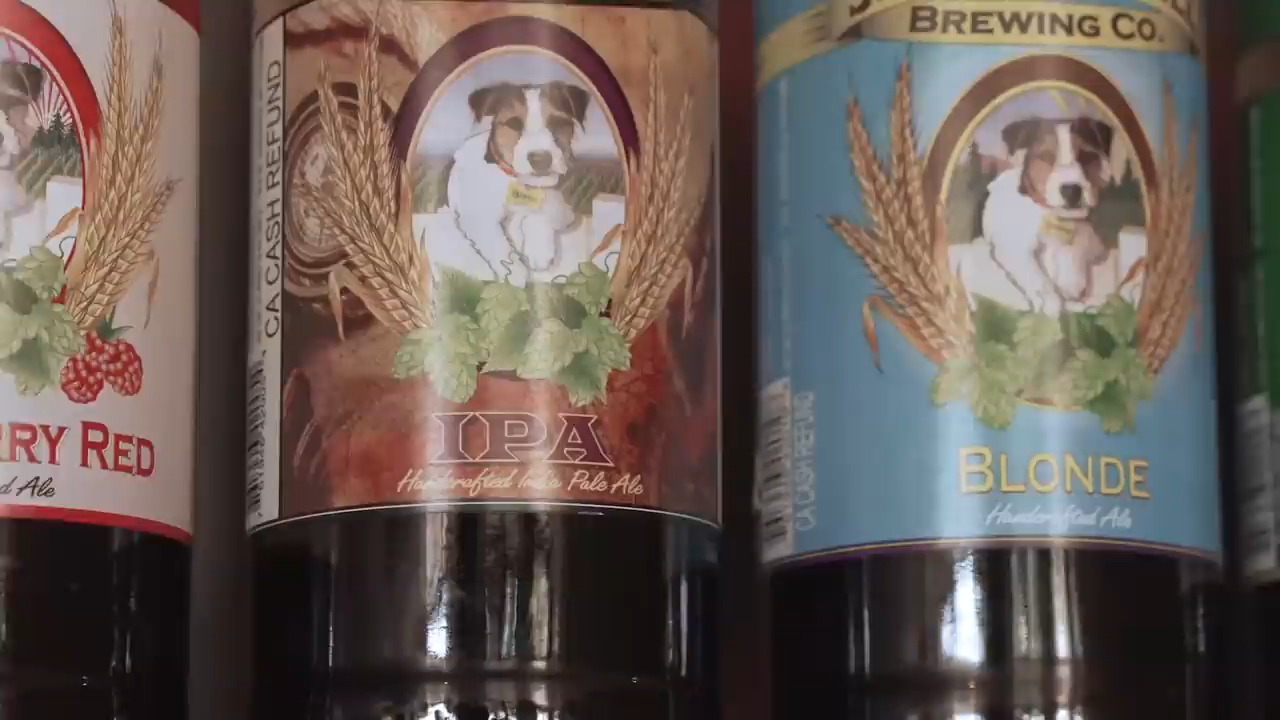 RRY RED
d Ale
CA CASH REFUND
IPA
Handcrafted India Pale Ale
BREWING CO.
CA CASH REFUND
BLONDE
Handcrafted Ale